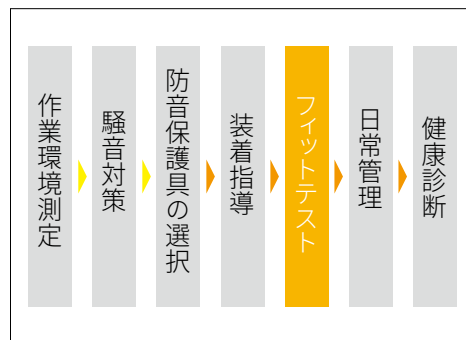 作業環境測定
騒音対策
防音保護具の選択
装着指導
フィットテスト
日常管理
健康診断